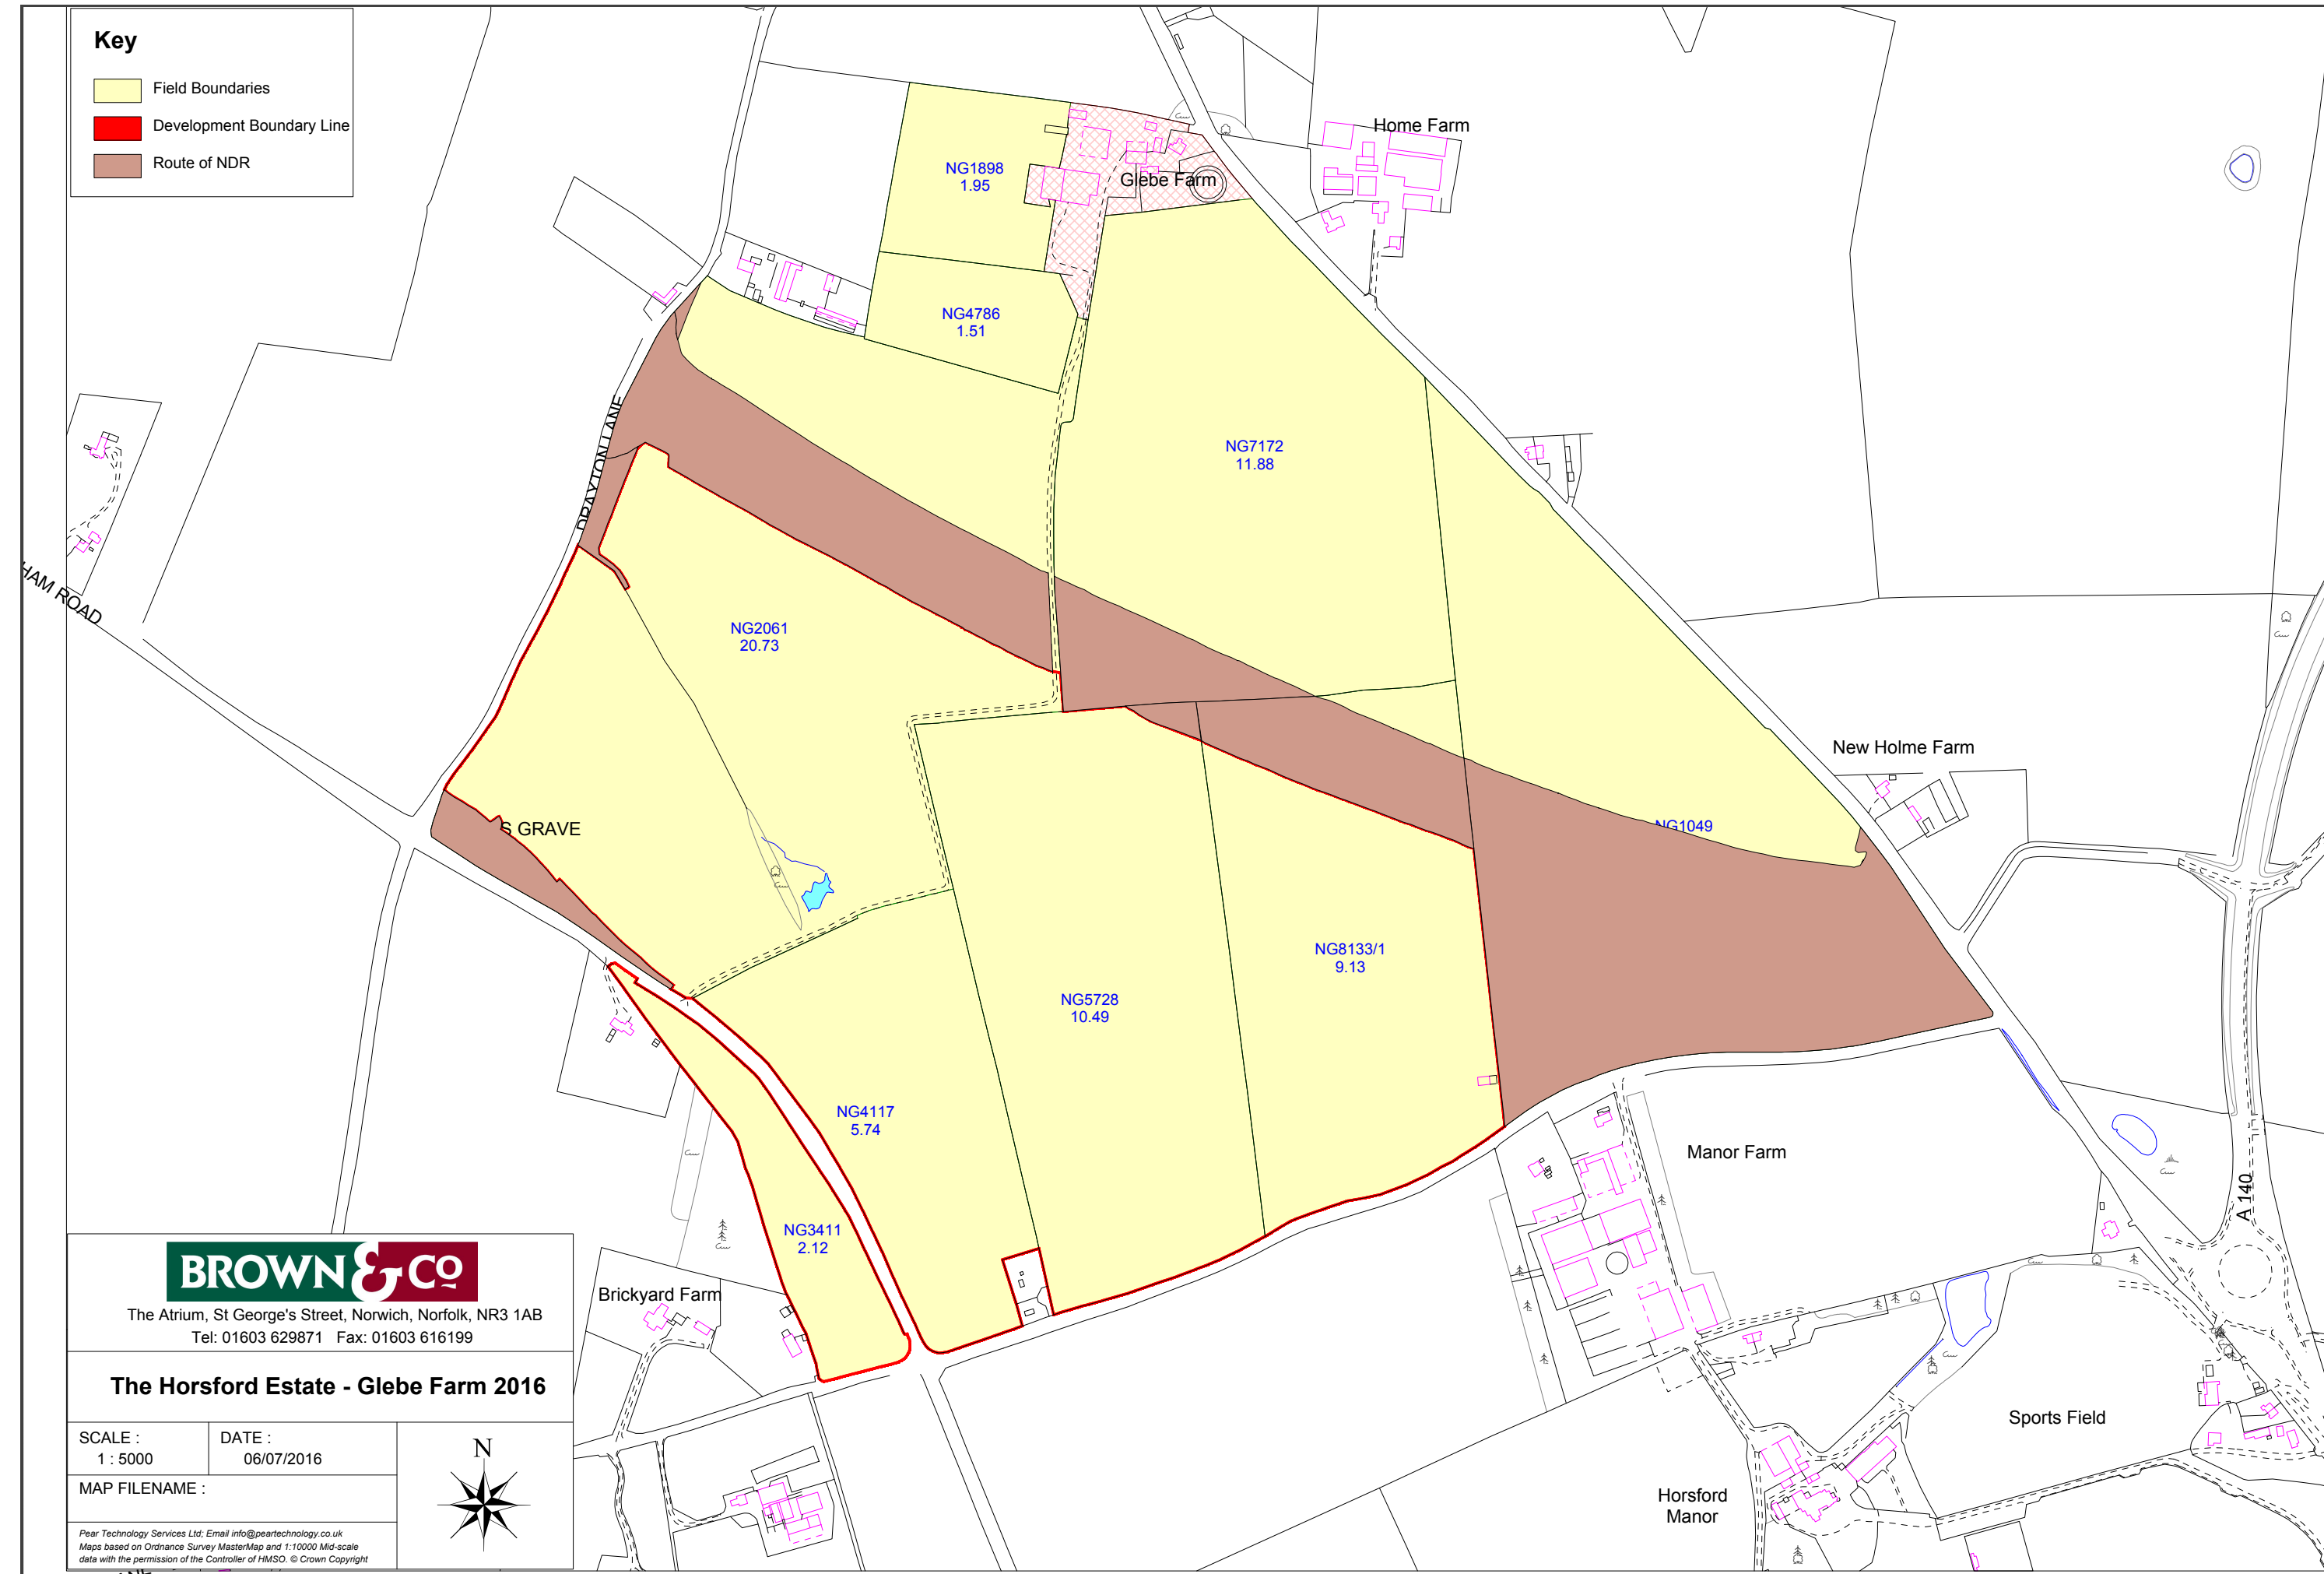 Key
Field Boundaries
Development Boundary Line
Route of NDR
Home Farm
NG1898
1.95
Glebe Farm
NG4786
1.51
DRAYTON LANE
NG7172
11.88
HAM ROAD
NG2061
20.73
New Holme Farm
S GRAVE
NG1049
NG8133/1
9.13
NG5728
10.49
NG4117
5.74
Manor Farm
A 140
NG3411
2.12
Brickyard Farm
Sports Field
Horsford
Manor
BROWN & CO
The Atrium, St George's Street, Norwich, Norfolk, NR3 1AB
Tel: 01603 629871 Fax: 01603 616199
The Horsford Estate - Glebe Farm 2016
SCALE :
1 : 5000
DATE :
06/07/2016
N
MAP FILENAME :
Pear Technology Services Ltd; Email info@peartechnology.co.uk
Maps based on Ordnance Survey MasterMap and 1:10000 Mid-scale
data with the permission of the Controller of HMSO. © Crown Copyright